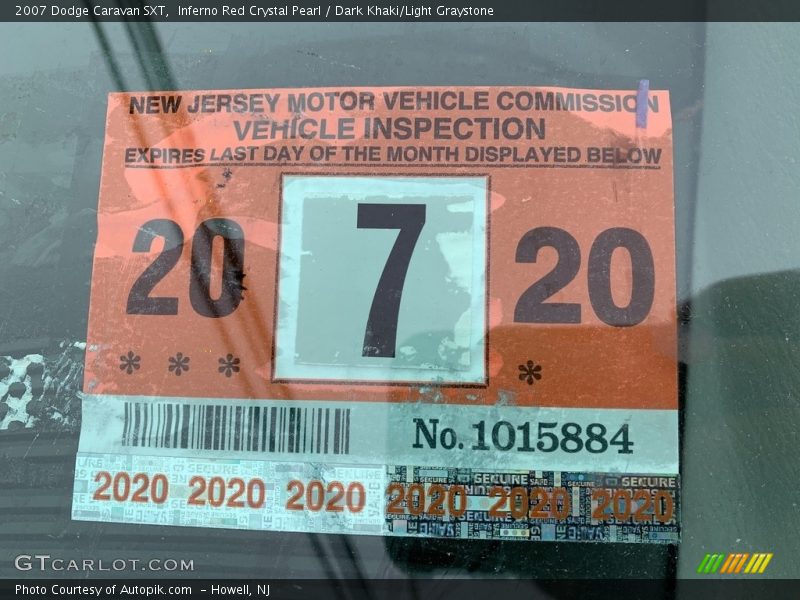 2007 Dodge Caravan SXT,  Inferno Red Crystal Pearl / Dark Khaki/Light Graystone
NEW JERSEY MOTOR VEHICLE COMMISSION
VEHICLE INSPECTION
EXPIRES LAST DAY OF THE MONTH DISPLAYED BELOW
20 7 20
* * * *
No. 1015884
2020 2020 2020 2020 2020 2020
GTCARLOT.COM
Photo Courtesy of Autopik.com  – Howell, NJ